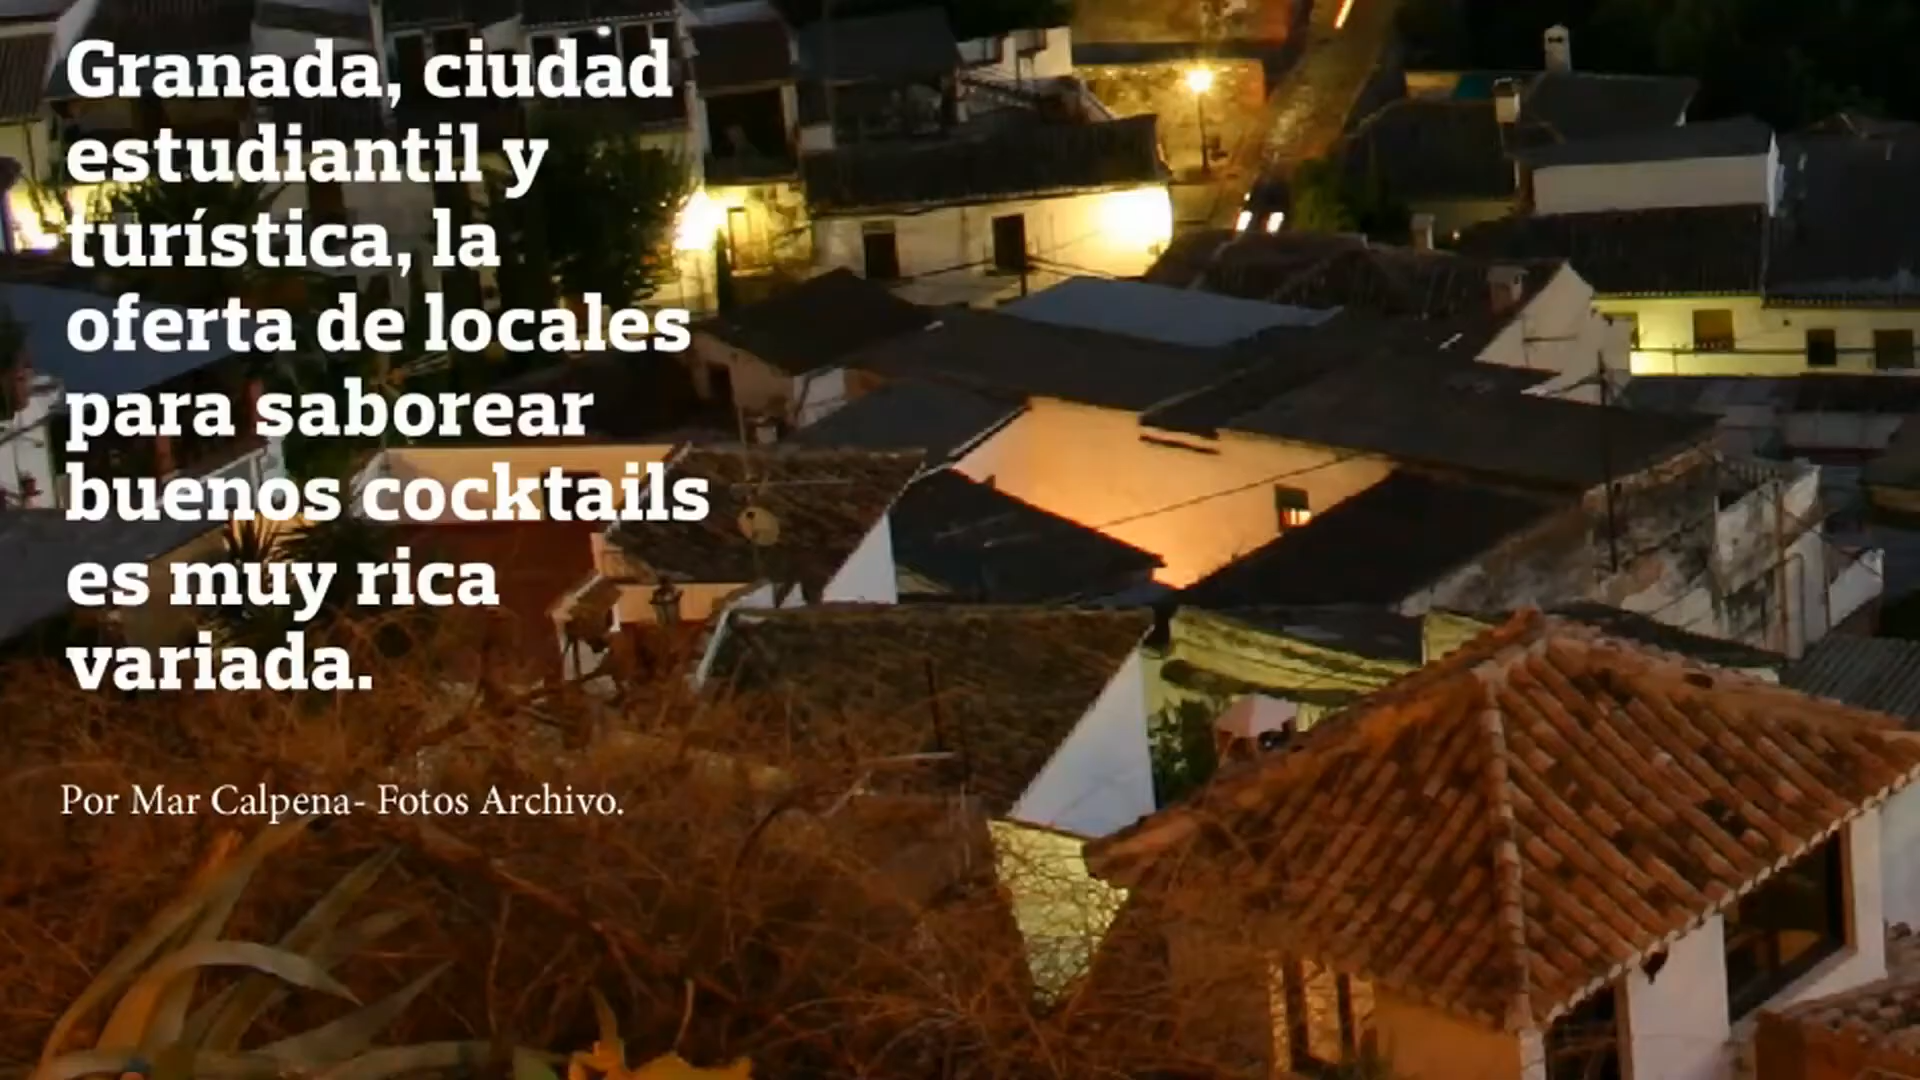 Granada, ciudad
estudiantil y
turística, la
oferta de locales
para saborear
buenos cocktails
es muy rica
variada.
Por Mar Calpena- Fotos Archivo.